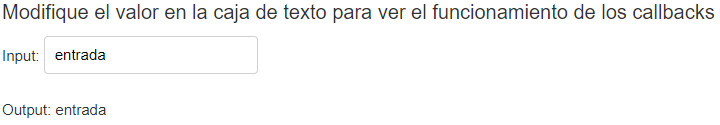 Modifique el valor en la caja de texto para ver el funcionamiento de los callbacks
Input: entrada
Output: entrada